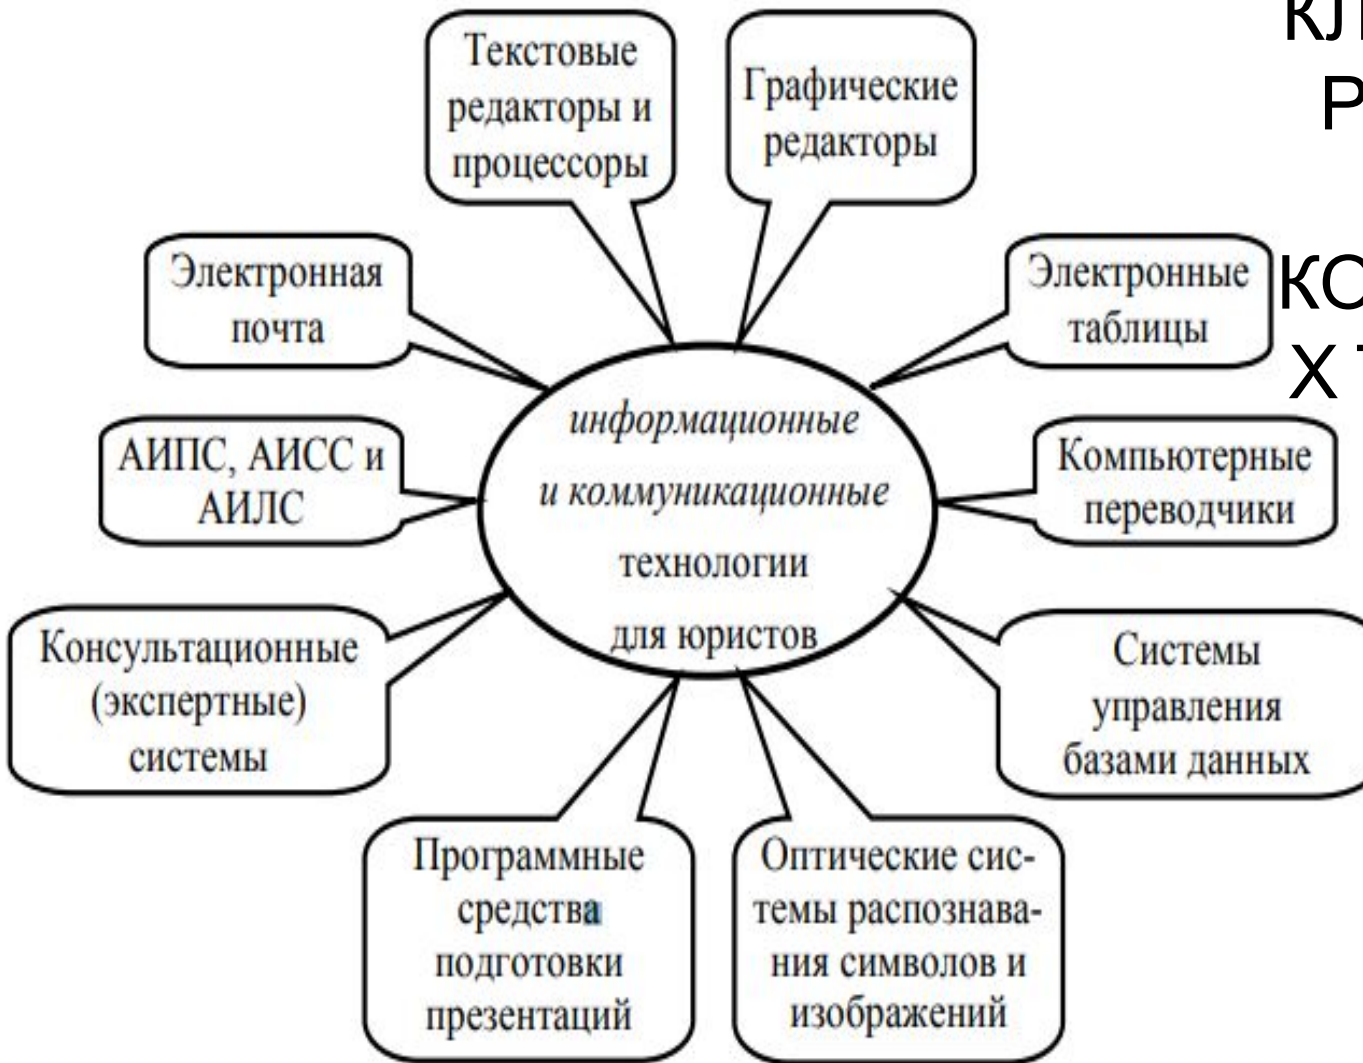 Текстовые
редакторы и
процессоры
Графические
редакторы
Электронная
почта
Электронные
таблицы
АИПС, АИСС и
АИЛС
информационные
и коммуникационные
технологии
для юристов
Компьютерные
переводчики
Консультационные
(экспертные)
системы
Системы
управления
базами данных
Программные
средства
подготовки
презентаций
Оптические сис-
темы распознава-
ния символов и
изображений